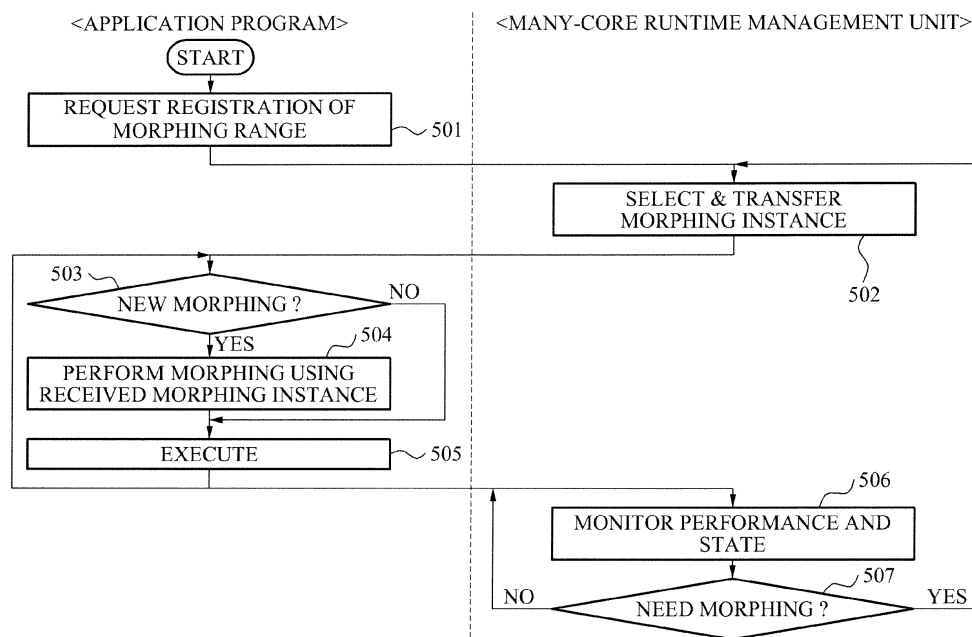 <APPLICATION PROGRAM>
<MANY-CORE RUNTIME MANAGEMENT UNIT>
START
REQUEST REGISTRATION OF
MORPHING RANGE
501
SELECT & TRANSFER
MORPHING INSTANCE
502
503
NEW MORPHING ?
NO
YES
504
PERFORM MORPHING USING
RECEIVED MORPHING INSTANCE
EXECUTE
505
506
MONITOR PERFORMANCE AND
STATE
507
NO
NEED MORPHING ?
YES